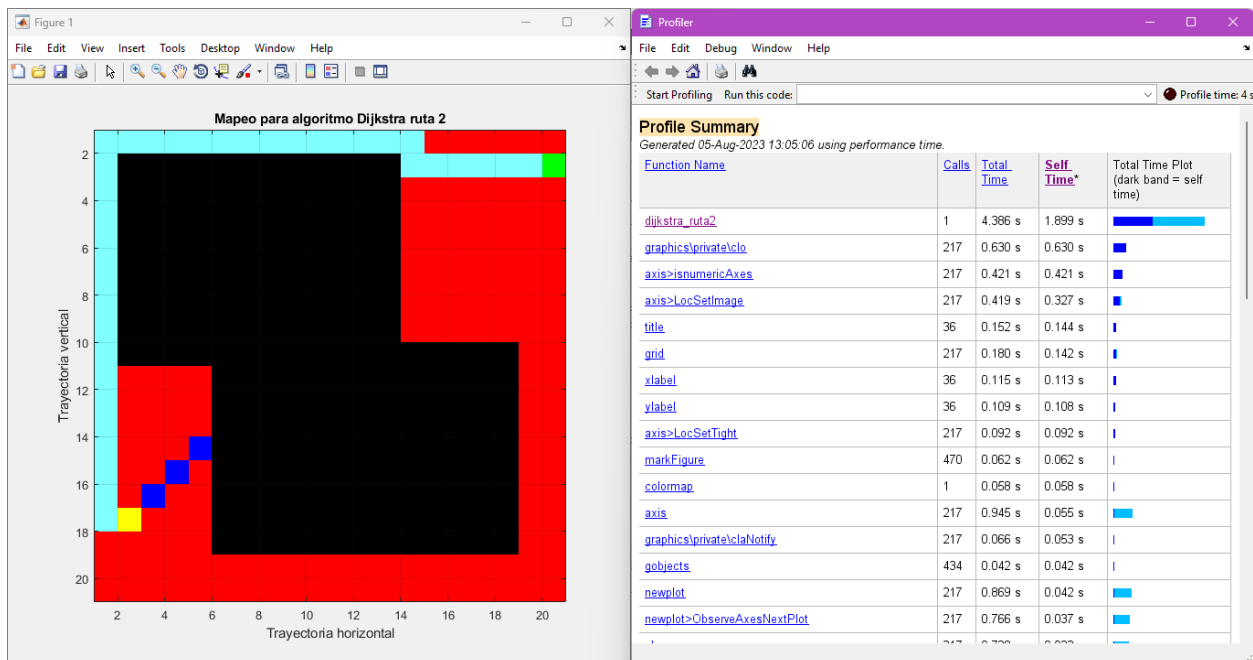 Figure 1
File Edit View Insert Tools Desktop Window Help
Mapeo para algoritmo Dijkstra ruta 2
Trayectoria vertical
2
4
6
8
10
12
14
16
18
20
2 4 6 8 10 12 14 16 18 20
Trayectoria horizontal
Profiler
File Edit Debug Window Help
Start Profiling Run this code: Profile time: 4 s
Profile Summary
Generated 05-Aug-2023 13:05:06 using performance time.
Function Name Calls Total Time Self Time* Total Time Plot (dark band = self time)
dijkstra_ruta2 1 4.386 s 1.899 s
graphics\private\clo 217 0.630 s 0.630 s
axis>isnumericAxes 217 0.421 s 0.421 s
axis>LocSetImage 217 0.419 s 0.327 s
title 36 0.152 s 0.144 s
grid 217 0.180 s 0.142 s
xlabel 36 0.115 s 0.113 s
ylabel 36 0.109 s 0.108 s
axis>LocSetTight 217 0.092 s 0.092 s
markFigure 470 0.062 s 0.062 s
colormap 1 0.058 s 0.058 s
axis 217 0.945 s 0.055 s
graphics\private\claNotify 217 0.066 s 0.053 s
gobjects 434 0.042 s 0.042 s
newplot 217 0.869 s 0.042 s
newplot>ObserveAxesNextPlot 217 0.766 s 0.037 s